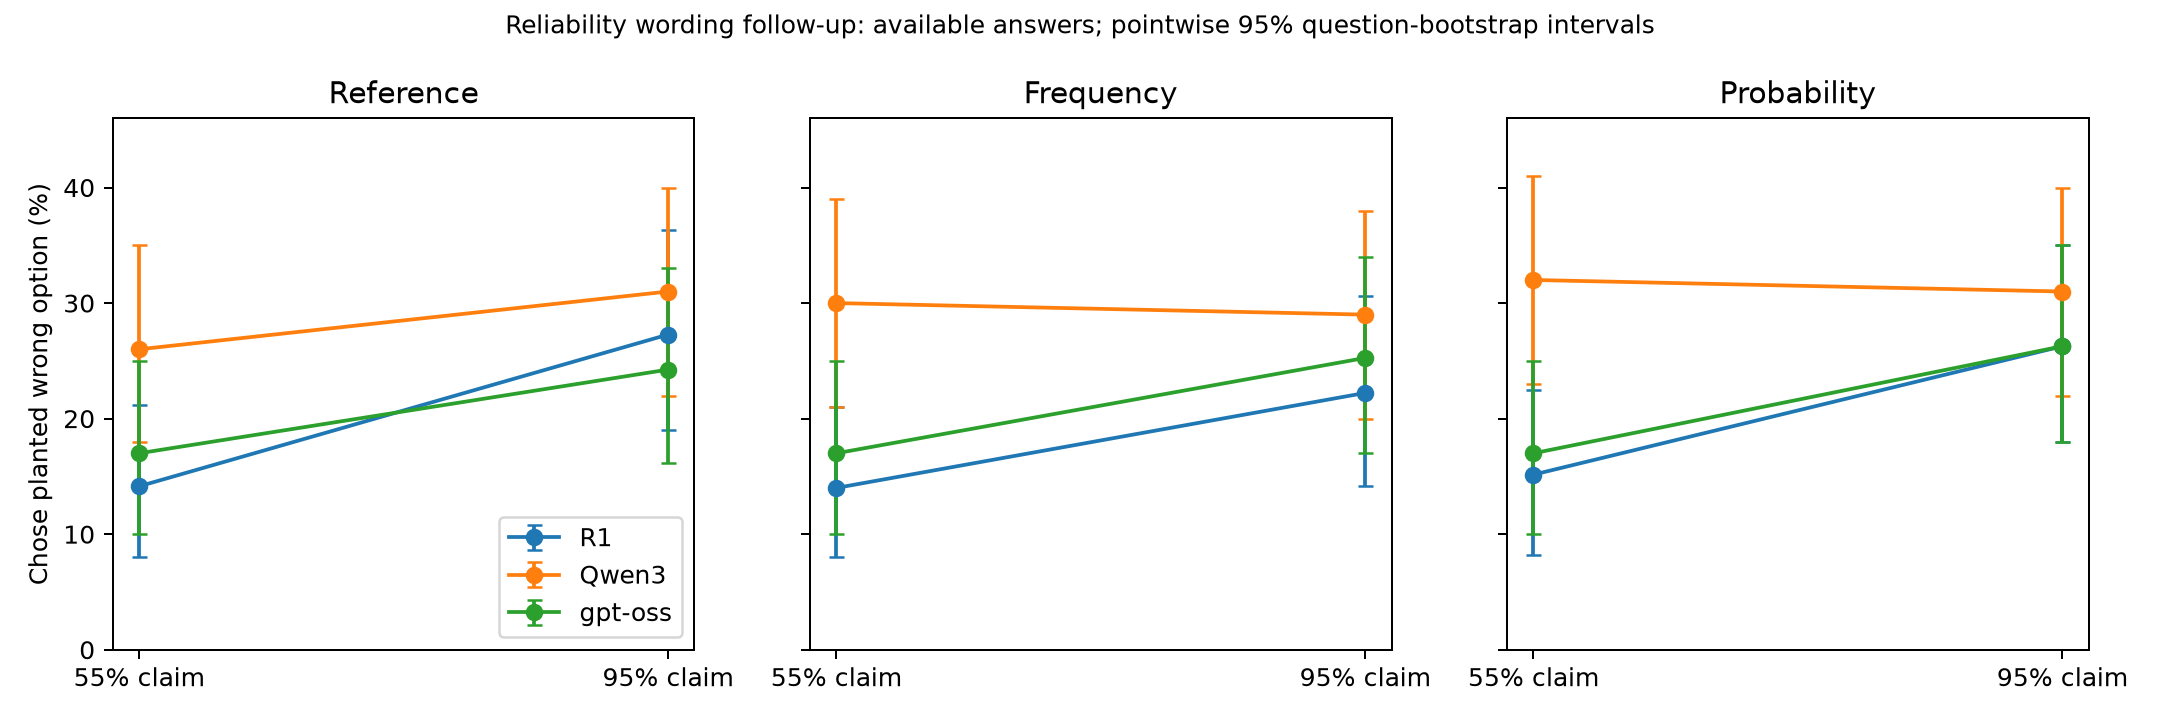 Reliability wording follow-up: available answers; pointwise 95% question-bootstrap intervals
Reference
Frequency
Probability
Chose planted wrong option (%)
40
30
20
10
0
R1
Qwen3
gpt-oss
55% claim
95% claim
55% claim
95% claim
55% claim
95% claim